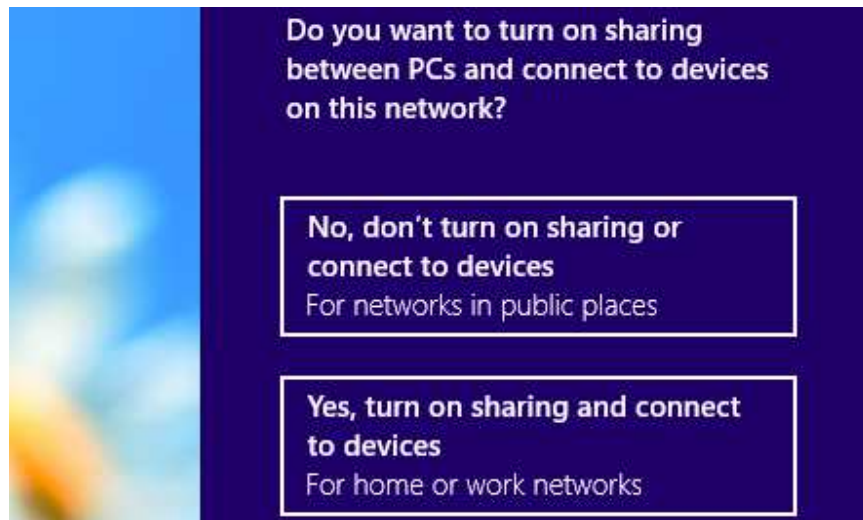 Do you want to turn on sharing
between PCs and connect to devices
on this network?
No, don't turn on sharing or
connect to devices
For networks in public places
Yes, turn on sharing and connect
to devices
For home or work networks